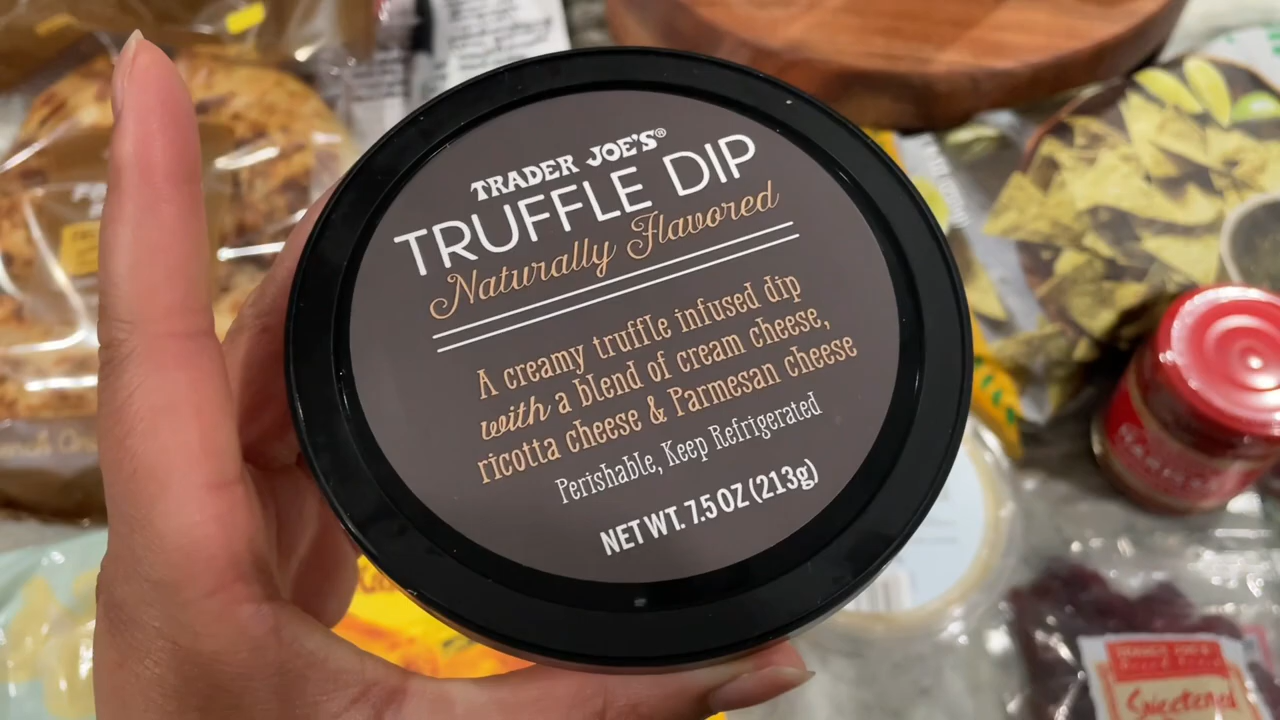 TRADER JOE'S®
TRUFFLE DIP
Naturally Flavored
A creamy truffle infused dip
with a blend of cream cheese,
ricotta cheese & Parmesan cheese
Perishable, Keep Refrigerated
NET WT. 7.5 OZ (213g)
Sweetened